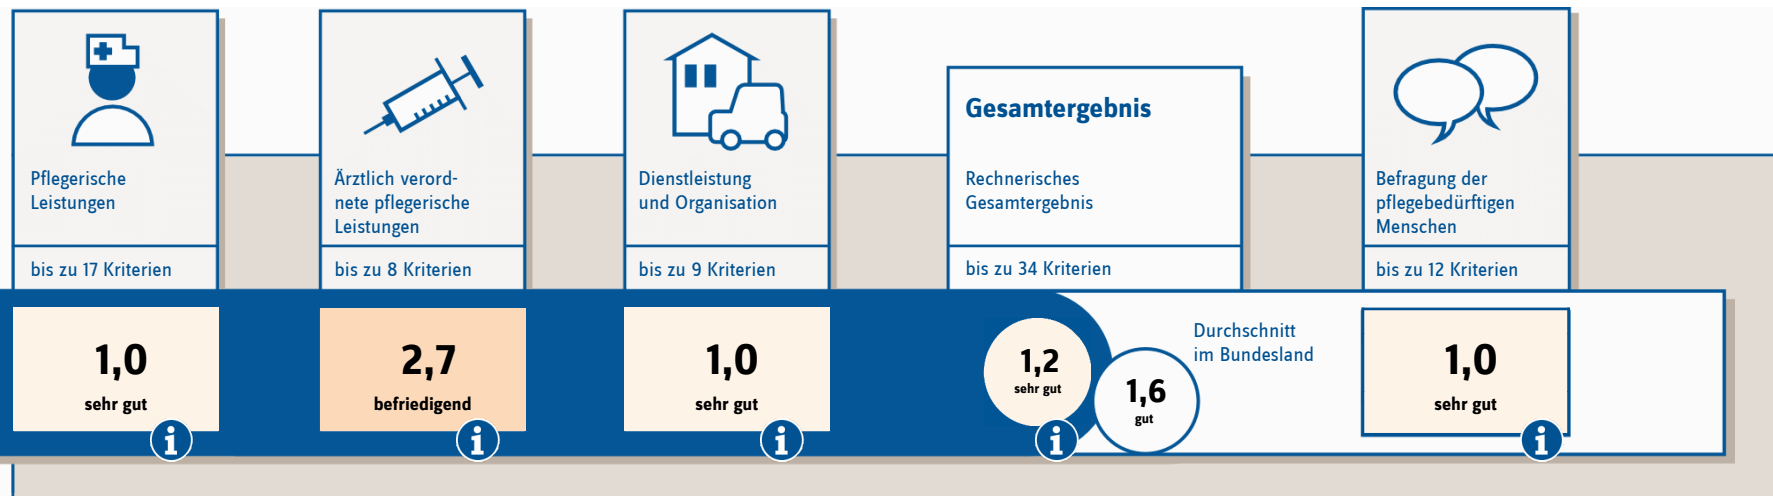 Pflegerische
Leistungen
bis zu 17 Kriterien
1,0
sehr gut
i
Ärztlich verord-
nete pflegerische
Leistungen
bis zu 8 Kriterien
2,7
befriedigend
i
Dienstleistung
und Organisation
bis zu 9 Kriterien
1,0
sehr gut
i
Gesamtergebnis
Rechnerisches
Gesamtergebnis
bis zu 34 Kriterien
1,2
sehr gut
i
1,6
gut
Durchschnitt
im Bundesland
Befragung der
pflegebedürftigen
Menschen
bis zu 12 Kriterien
1,0
sehr gut
i